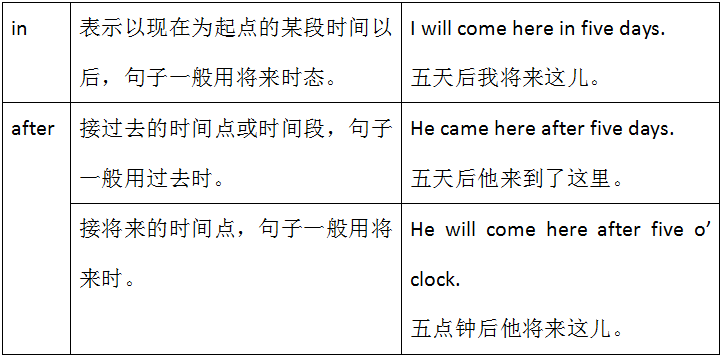 in
表示以现在为起点的某段时间以
后，句子一般用将来时态。
I will come here in five days.
五天后我将来这儿。
after
接过去的时间点或时间段，句子
一般用过去时。
He came here after five days.
五天后他来到了这里。
接将来的时间点，句子一般用将
来时。
He will come here after five o’
clock.
五点钟后他将来这儿。